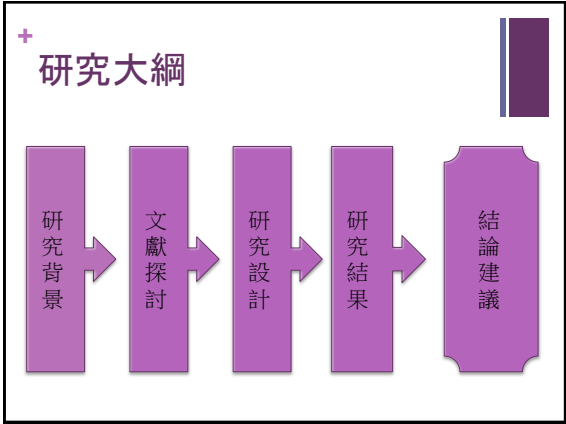 +
研究大綱
研究背景
文獻探討
研究設計
研究結果
結論建議